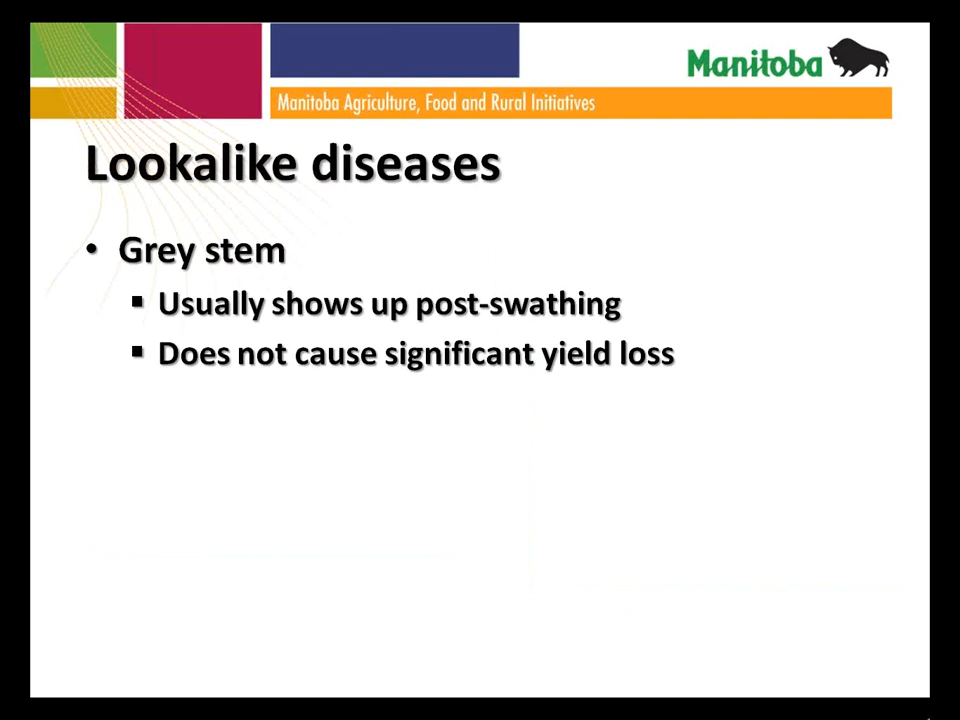 Manitoba
Manitoba Agriculture, Food and Rural Initiatives
Lookalike diseases
• Grey stem
▪ Usually shows up post-swathing
▪ Does not cause significant yield loss